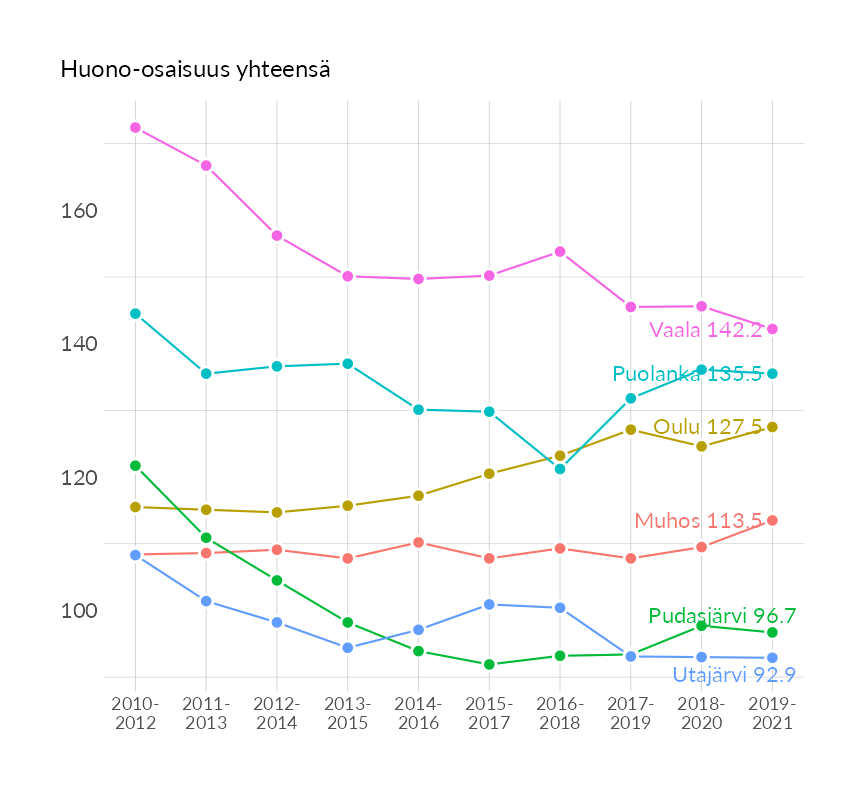 Huono-osaisuus yhteensä
160
140
120
100
Vaala 142.2
Puolanka 135.5
Oulu 127.5
Muhos 113.5
Pudasjärvi 96.7
Utajärvi 92.9
2010- 2011- 2012- 2013- 2014- 2015- 2016- 2017- 2018- 2019-
2012 2013 2014 2015 2016 2017 2018 2019 2020 2021